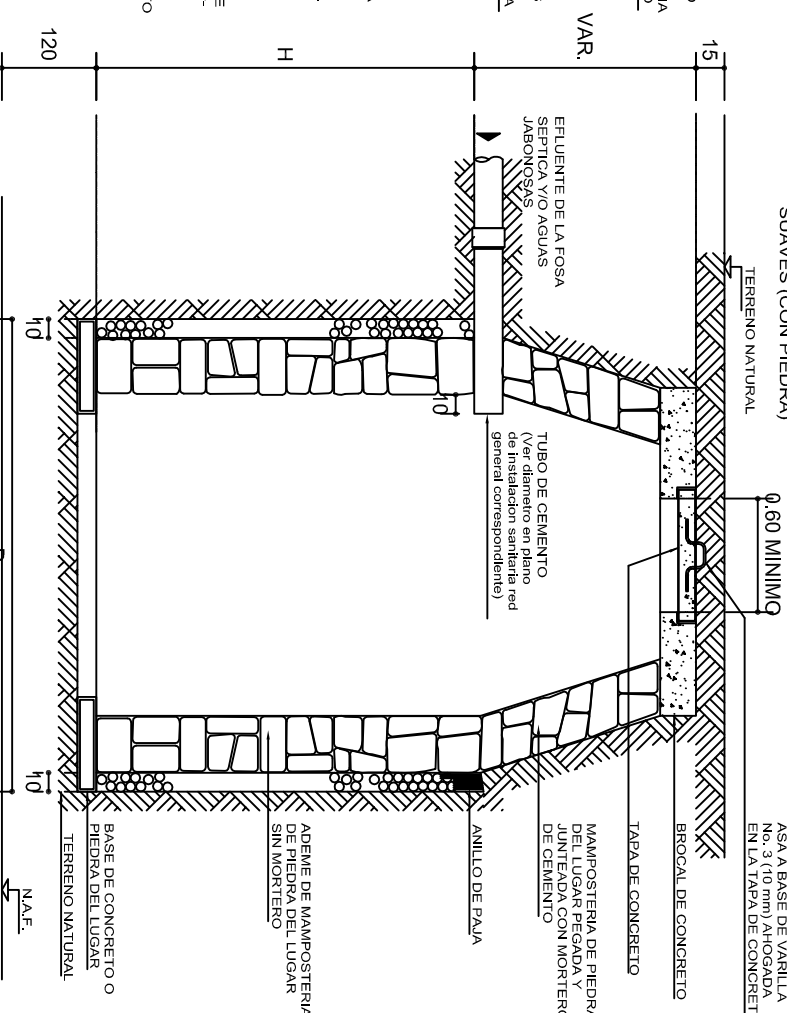 SUAVES (CON PIEDRA)
TERRENO NATURAL
0.60 MINIMO
ASA A BASE DE VARILLA
No. 3 (10 mm) AHOGADA
EN LA TAPA DE CONCRET
15
VAR.
H
120
EFLUENTE DE LA FOSA
SEPTICA Y/O AGUAS
JABONOSAS
TUBO DE CEMENTO
(Ver diametro en plano
de instalacion sanitaria red
general correspondiente)
10
10
10
BROCAL DE CONCRETO
TAPA DE CONCRETO
MAMPOSTERIA DE PIEDRA
DEL LUGAR PEGADA Y
JUNTEADA CON MORTERO
DE CEMENTO
ANILLO DE PAJA
ADEME DE MAMPOSTERIA
DE PIEDRA DEL LUGAR
SIN MORTERO
BASE DE CONCRETO O
PIEDRA DEL LUGAR
TERRENO NATURAL
N.A.F.